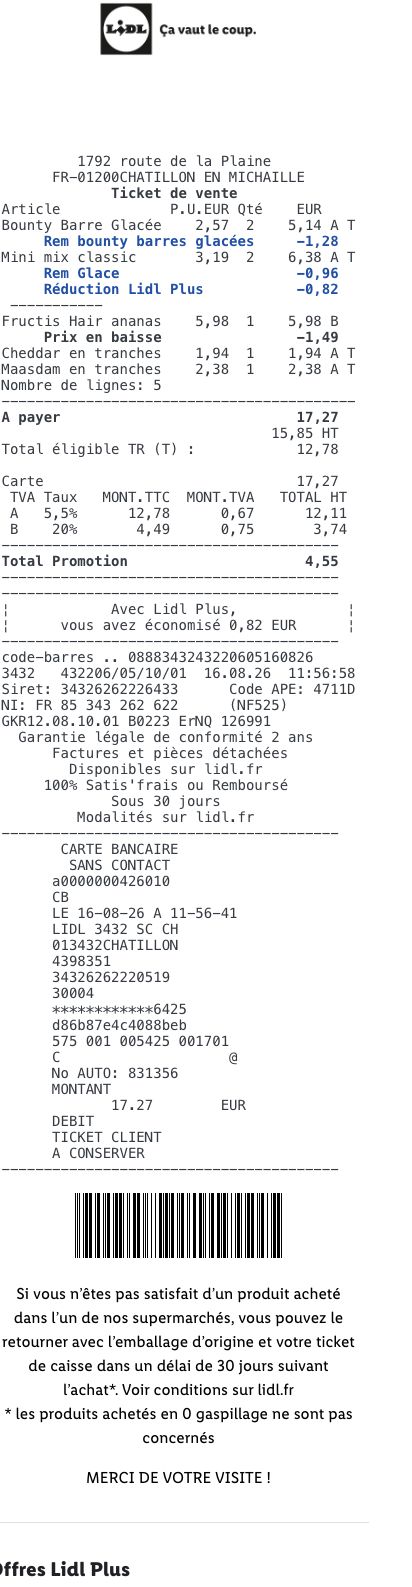 LIDL Ça vaut le coup.
1792 route de la Plaine
FR-01200CHATILLON EN MICHAILLE
Ticket de vente
Article P.U.EUR Qté EUR
Bounty Barre Glacée 2,57 2 5,14 A T
Rem bounty barres glacées -1,28
Mini mix classic 3,19 2 6,38 A T
Rem Glace -0,96
Réduction Lidl Plus -0,82
-----------
Fructis Hair ananas 5,98 1 5,98 B
Prix en baisse -1,49
Cheddar en tranches 1,94 1 1,94 A T
Maasdam en tranches 2,38 1 2,38 A T
Nombre de lignes: 5
A payer 17,27
15,85 HT
Total éligible TR (T) : 12,78
Carte 17,27
TVA Taux MONT.TTC MONT.TVA TOTAL HT
A 5,5% 12,78 0,67 12,11
B 20% 4,49 0,75 3,74
Total Promotion 4,55
¦ Avec Lidl Plus, ¦
¦ vous avez économisé 0,82 EUR ¦
code-barres .. 0888343243220605160826
3432 432206/05/10/01 16.08.26 11:56:58
Siret: 34326262226433 Code APE: 4711D
NI: FR 85 343 262 622 (NF525)
GKR12.08.10.01 B0223 ErNQ 126991
Garantie légale de conformité 2 ans
Factures et pièces détachées
Disponibles sur lidl.fr
100% Satis'frais ou Remboursé
Sous 30 jours
Modalités sur lidl.fr
CARTE BANCAIRE
SANS CONTACT
a0000000426010
CB
LE 16-08-26 A 11-56-41
LIDL 3432 SC CH
013432CHATILLON
4398351
34326262220519
30004
************6425
d86b87e4c4088beb
575 001 005425 001701
C @
No AUTO: 831356
MONTANT
17.27 EUR
DEBIT
TICKET CLIENT
A CONSERVER
Si vous n'êtes pas satisfait d'un produit acheté
dans l'un de nos supermarchés, vous pouvez le
retourner avec l'emballage d'origine et votre ticket
de caisse dans un délai de 30 jours suivant
l'achat*. Voir conditions sur lidl.fr
* les produits achetés en 0 gaspillage ne sont pas
concernés
MERCI DE VOTRE VISITE !
Offres Lidl Plus